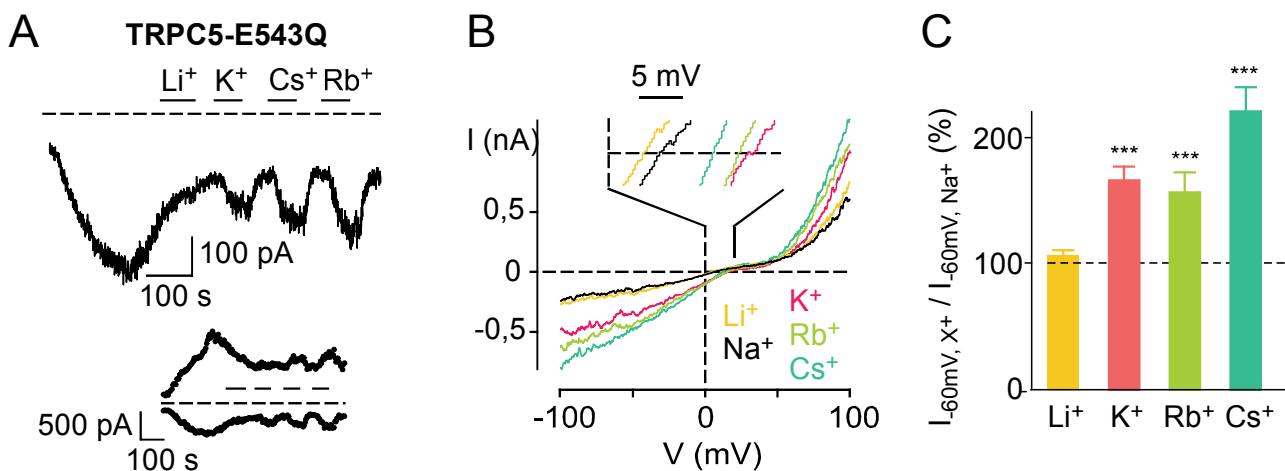 A
TRPC5-E543Q
Li⁺ K⁺ Cs⁺ Rb⁺
100 pA
100 s
500 pA
100 s
B
5 mV
I (nA)
0,5
0
-0,5
Li⁺
Na⁺
K⁺
Rb⁺
Cs⁺
-100 0 100
V (mV)
C
I-60mV, X⁺ / I-60mV, Na⁺ (%)
200
100
0
*** *** ***
Li⁺ K⁺ Rb⁺ Cs⁺